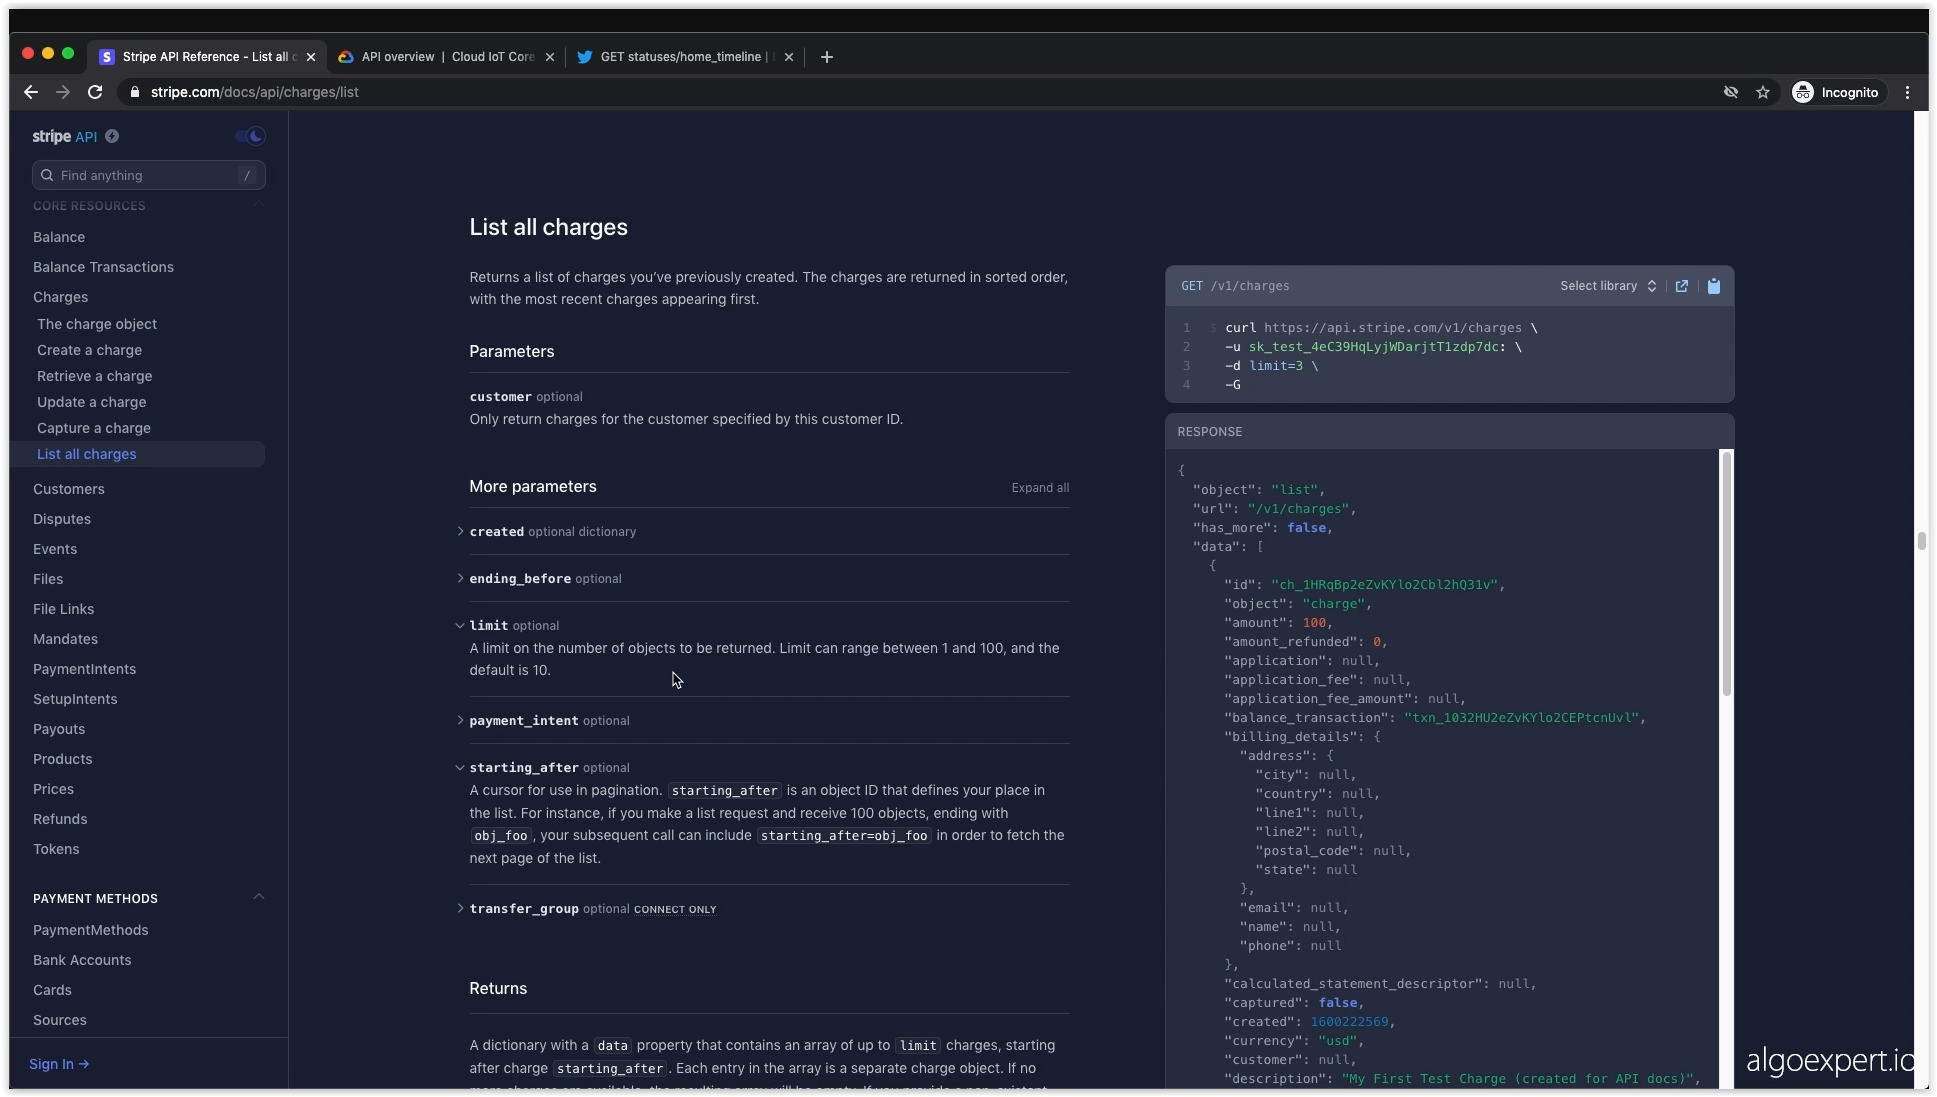 Stripe API Reference - List all c
API overview | Cloud IoT Core
GET statuses/home_timeline |
stripe.com/docs/api/charges/list
Incognito
stripe API
Find anything /
CORE RESOURCES
Balance
Balance Transactions
Charges
The charge object
Create a charge
Retrieve a charge
Update a charge
Capture a charge
List all charges
Customers
Disputes
Events
Files
File Links
Mandates
PaymentIntents
SetupIntents
Payouts
Products
Prices
Refunds
Tokens
PAYMENT METHODS
PaymentMethods
Bank Accounts
Cards
Sources
Sign In →
List all charges
Returns a list of charges you’ve previously created. The charges are returned in sorted order,
with the most recent charges appearing first.
Parameters
customer optional
Only return charges for the customer specified by this customer ID.
More parameters Expand all
created optional dictionary
ending_before optional
limit optional
A limit on the number of objects to be returned. Limit can range between 1 and 100, and the
default is 10.
payment_intent optional
starting_after optional
A cursor for use in pagination. starting_after is an object ID that defines your place in
the list. For instance, if you make a list request and receive 100 objects, ending with
obj_foo , your subsequent call can include starting_after=obj_foo in order to fetch the
next page of the list.
transfer_group optional CONNECT ONLY
Returns
A dictionary with a data property that contains an array of up to limit charges, starting
after charge starting_after . Each entry in the array is a separate charge object. If no
GET /v1/charges Select library
1 $ curl https://api.stripe.com/v1/charges \
2 -u sk_test_4eC39HqLyjWDarjtT1zdp7dc: \
3 -d limit=3 \
4 -G
RESPONSE
{
"object": "list",
"url": "/v1/charges",
"has_more": false,
"data": [
{
"id": "ch_1HRqBp2eZvKYlo2Cbl2hQ31v",
"object": "charge",
"amount": 100,
"amount_refunded": 0,
"application": null,
"application_fee": null,
"application_fee_amount": null,
"balance_transaction": "txn_1032HU2eZvKYlo2CEPtcnUvl",
"billing_details": {
"address": {
"city": null,
"country": null,
"line1": null,
"line2": null,
"postal_code": null,
"state": null
},
"email": null,
"name": null,
"phone": null
},
"calculated_statement_descriptor": null,
"captured": false,
"created": 1600222569,
"currency": "usd",
"customer": null,
"description": "My First Test Charge (created for API docs)",
algoexpert.io